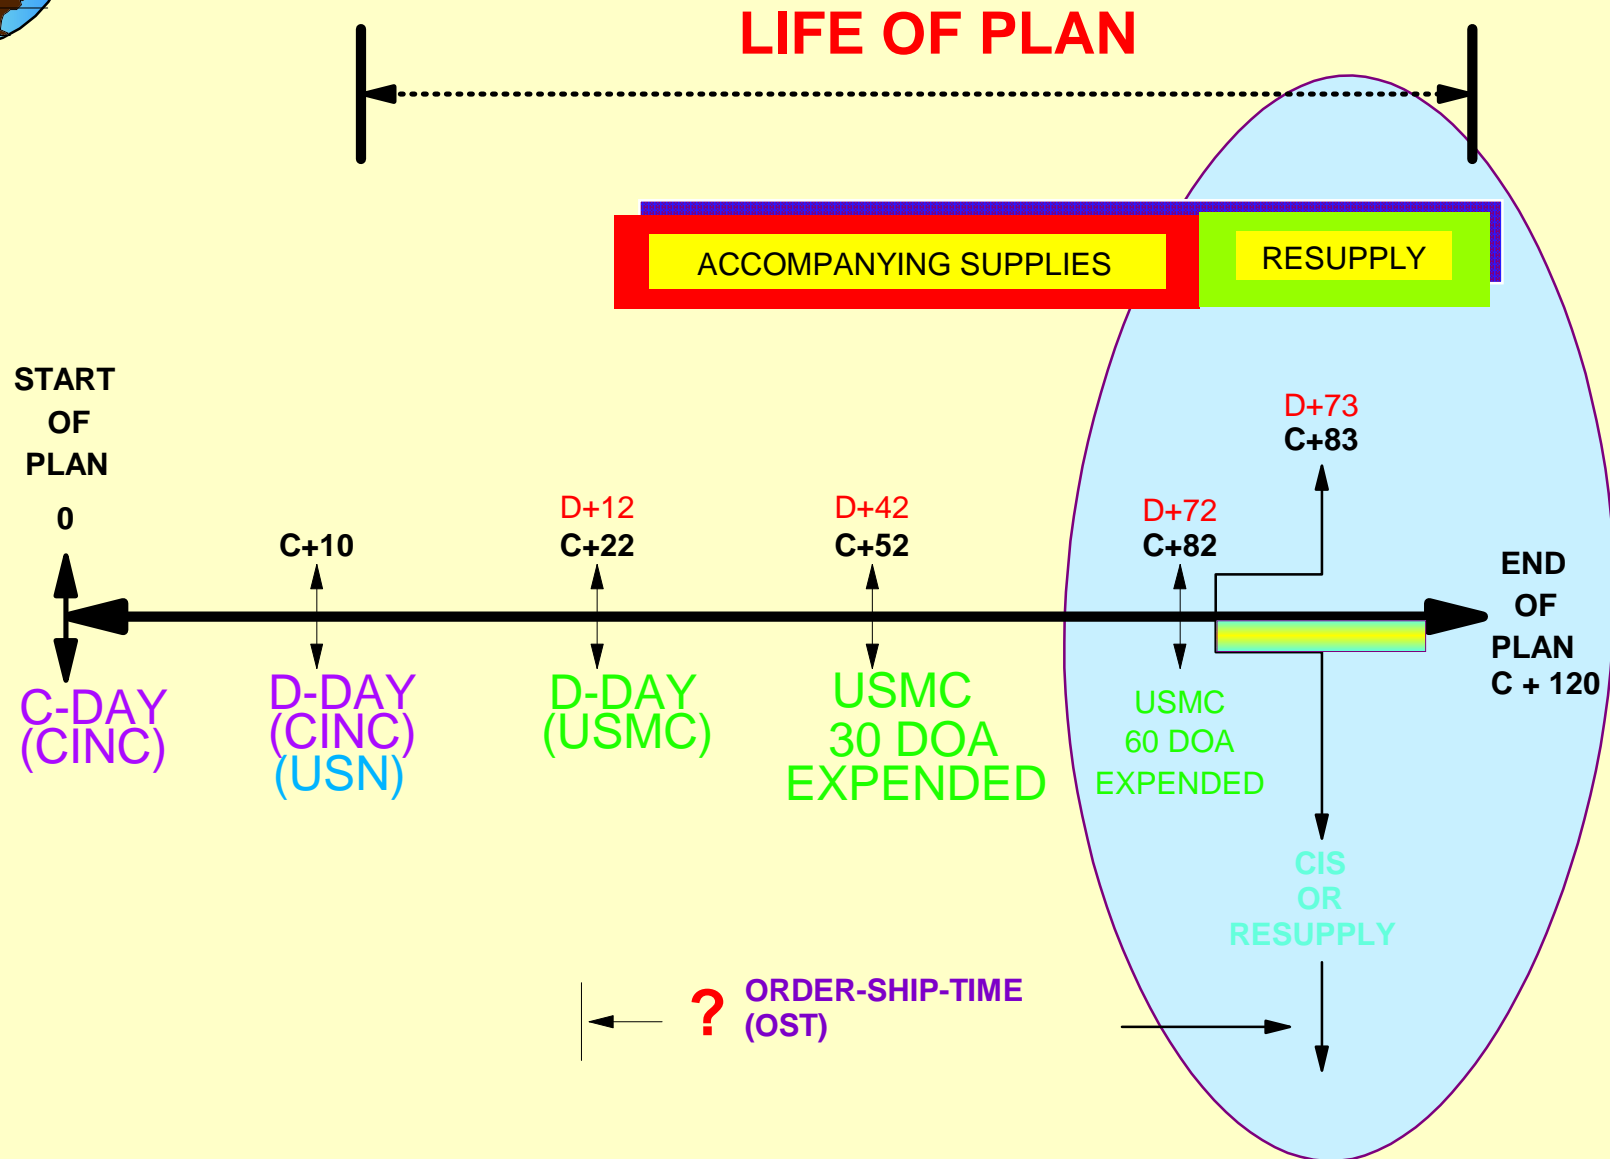 LIFE OF PLAN
ACCOMPANYING SUPPLIES
RESUPPLY
START
OF
PLAN
0
C+10
D+12
C+22
D+42
C+52
D+72
C+82
D+73
C+83
END
OF
PLAN
C + 120
C-DAY
(CINC)
D-DAY
(CINC)
(USN)
D-DAY
(USMC)
USMC
30 DOA
EXPENDED
USMC
60 DOA
EXPENDED
CIS
OR
RESUPPLY
? ORDER-SHIP-TIME
(OST)